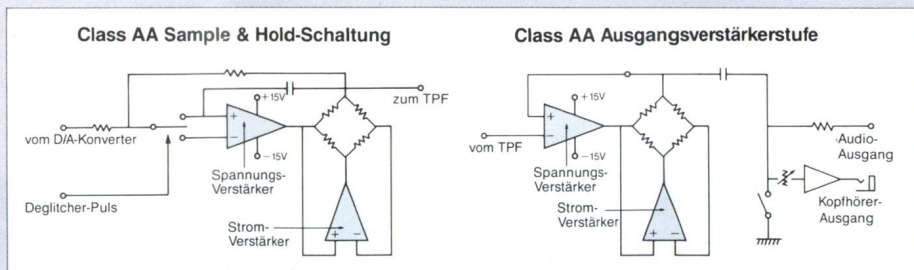 Class AA Sample & Hold-Schaltung
+15V
zum TPF
+
−
vom D/A-Konverter
−15V
Spannungs-
Verstärker
Deglitcher-Puls
Strom-
Verstärker
+ −
Class AA Ausgangsverstärkerstufe
+15V
−
+
vom TPF
−15V
Spannungs-
Verstärker
Audio-
Ausgang
Strom-
Verstärker
Kopfhörer-
Ausgang
+ −